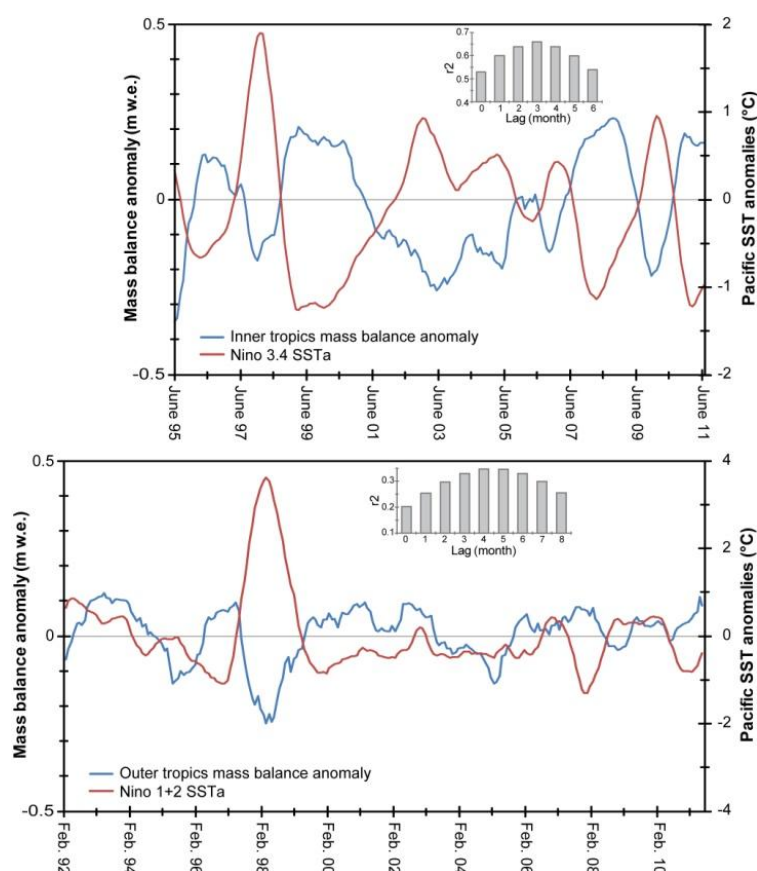 0.5
0
-0.5
Mass balance anomaly (m w.e.)
0.7
0.6
0.5
0.4
r2
0 1 2 3 4 5 6
Lag (month)
2
1
0
-1
-2
Pacific SST anomalies (°C)
Inner tropics mass balance anomaly
Nino 3.4 SSTa
June 95
June 97
June 97
June 01
June 03
June 05
June 07
June 09
June 11
0.5
0
-0.5
Mass balance anomaly (m w.e.)
0.3
0.2
0.1
r2
0 1 2 3 4 5 6 7 8
Lag (month)
4
2
0
-2
-4
Pacific SST anomalies (°C)
Outer tropics mass balance anomaly
Nino 1+2 SSTa
Feb. 92
Feb. 94
Feb. 96
Feb. 98
Feb. 00
Feb. 02
Feb. 04
Feb. 06
Feb. 08
Feb. 10